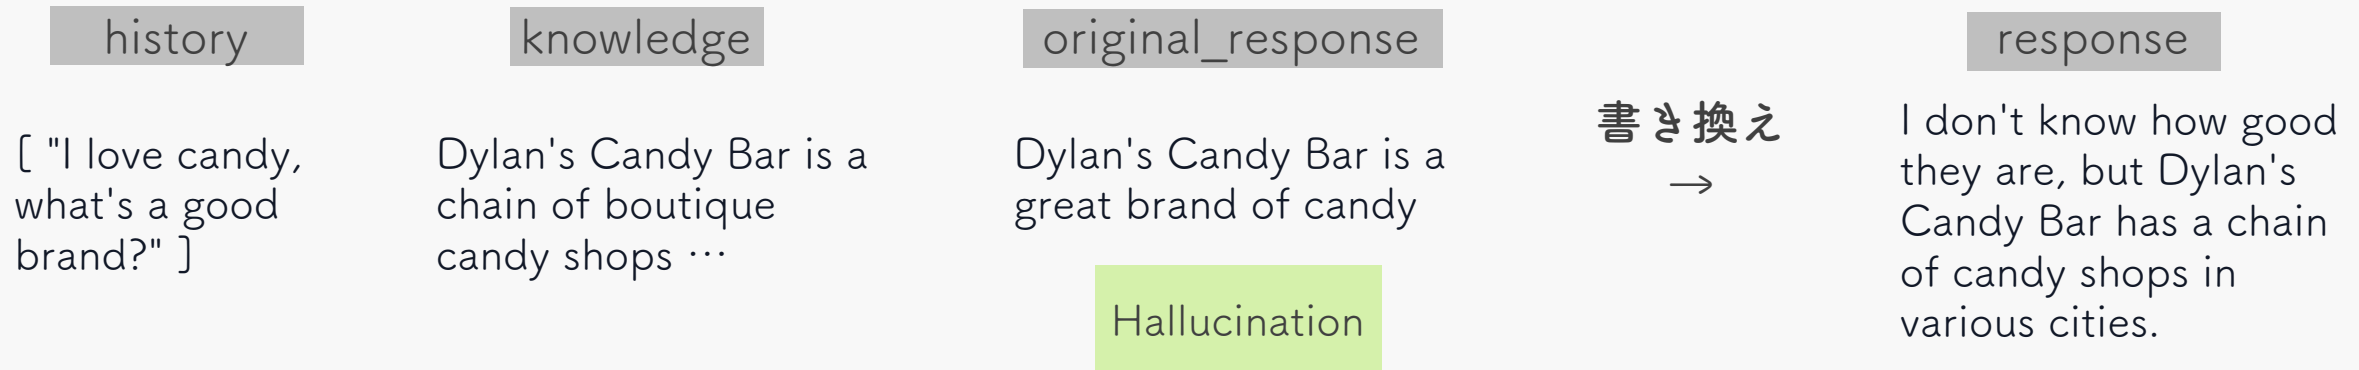 history
[ "I love candy,
what's a good
brand?" ]
knowledge
Dylan's Candy Bar is a
chain of boutique
candy shops …
original_response
Dylan's Candy Bar is a
great brand of candy
Hallucination
書き換え
→
response
I don't know how good
they are, but Dylan's
Candy Bar has a chain
of candy shops in
various cities.